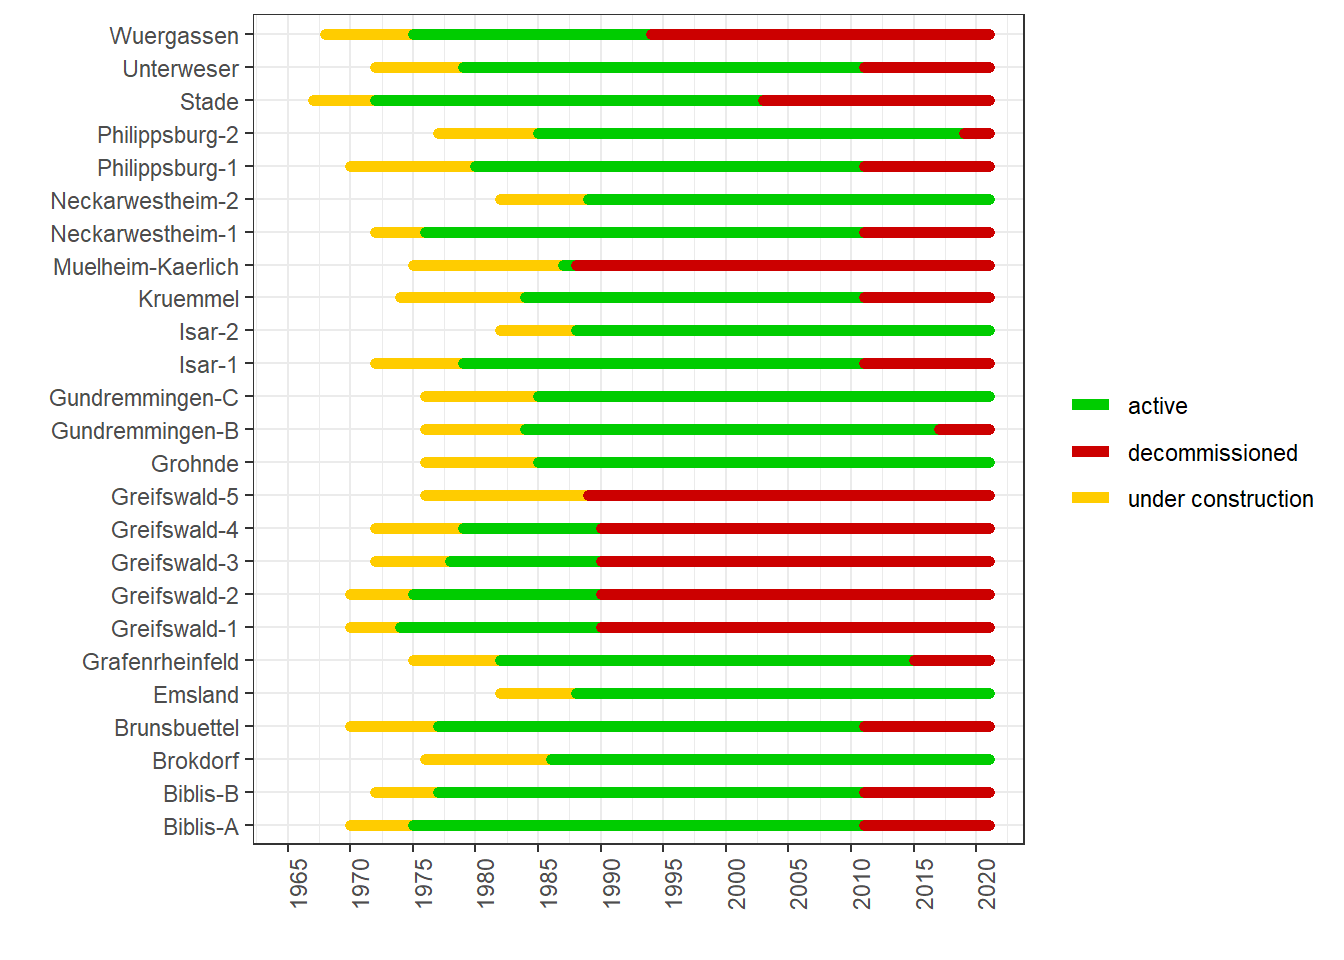 Wuergassen
Unterweser
Stade
Philippsburg-2
Philippsburg-1
Neckarwestheim-2
Neckarwestheim-1
Muelheim-Kaerlich
Kruemmel
Isar-2
Isar-1
Gundremmingen-C
Gundremmingen-B
Grohnde
Greifswald-5
Greifswald-4
Greifswald-3
Greifswald-2
Greifswald-1
Grafenrheinfeld
Emsland
Brunsbuettel
Brokdorf
Biblis-B
Biblis-A
1965
1970
1975
1980
1985
1990
1995
2000
2005
2010
2015
2020
active
decommissioned
under construction